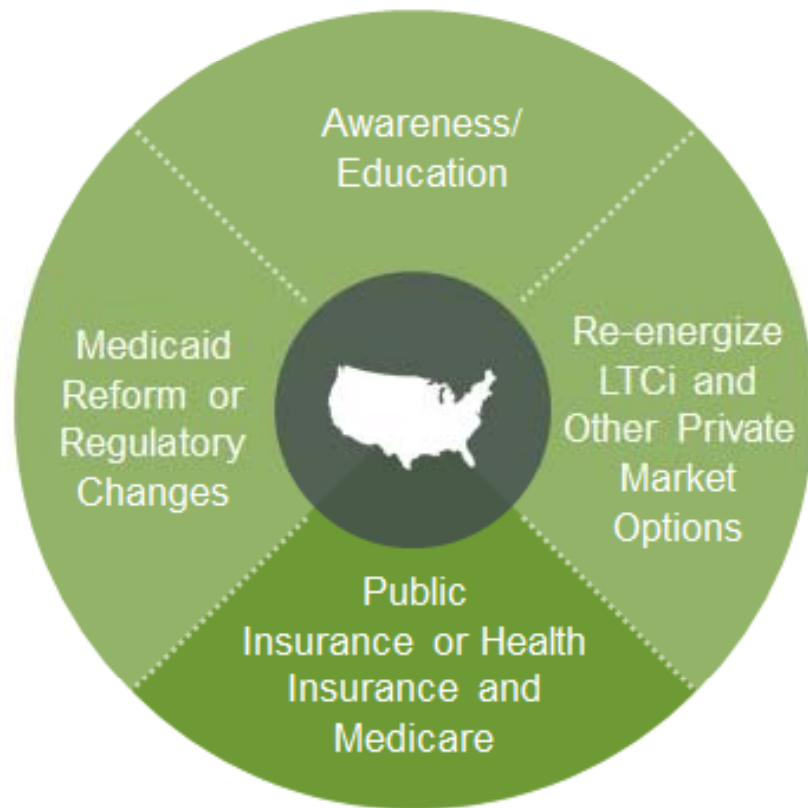 Awareness/
Education
Medicaid
Reform or
Regulatory
Changes
Re-energize
LTCi and
Other Private
Market
Options
Public
Insurance or Health
Insurance and
Medicare